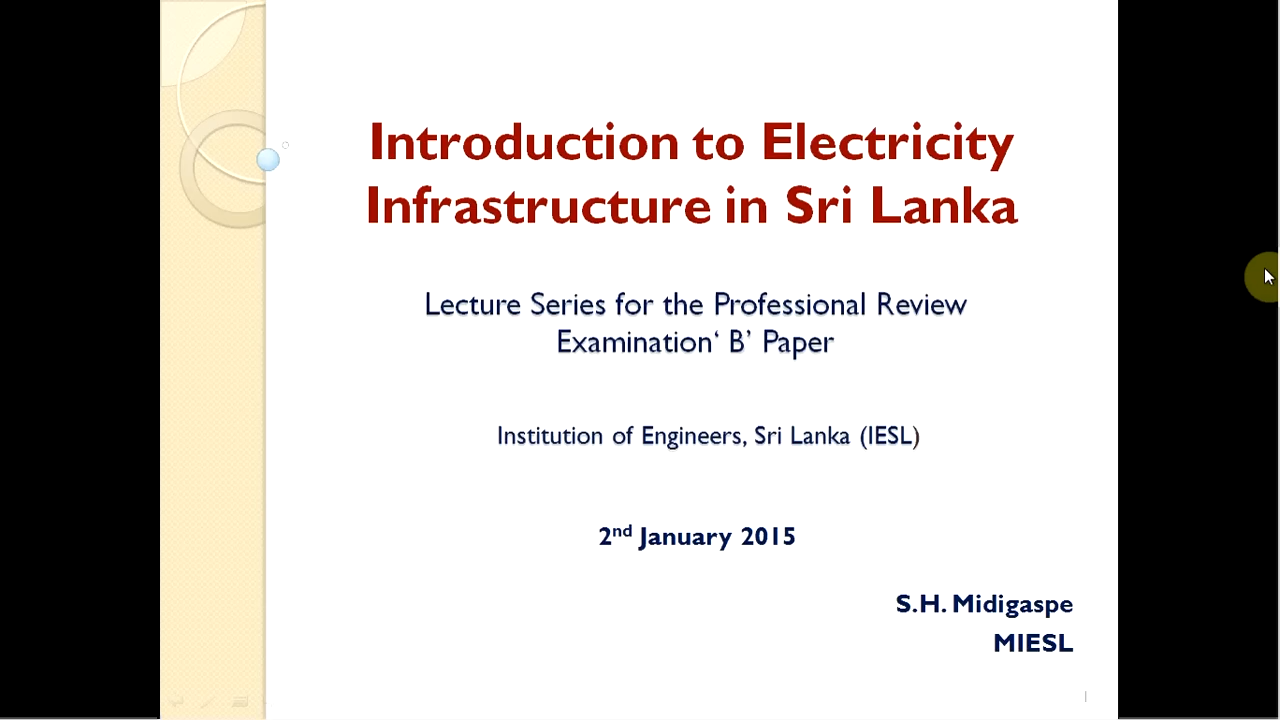 Introduction to Electricity
Infrastructure in Sri Lanka
Lecture Series for the Professional Review
Examination‘ B’ Paper
Institution of Engineers, Sri Lanka (IESL)
2nd January 2015
S.H. Midigaspe
MIESL
1